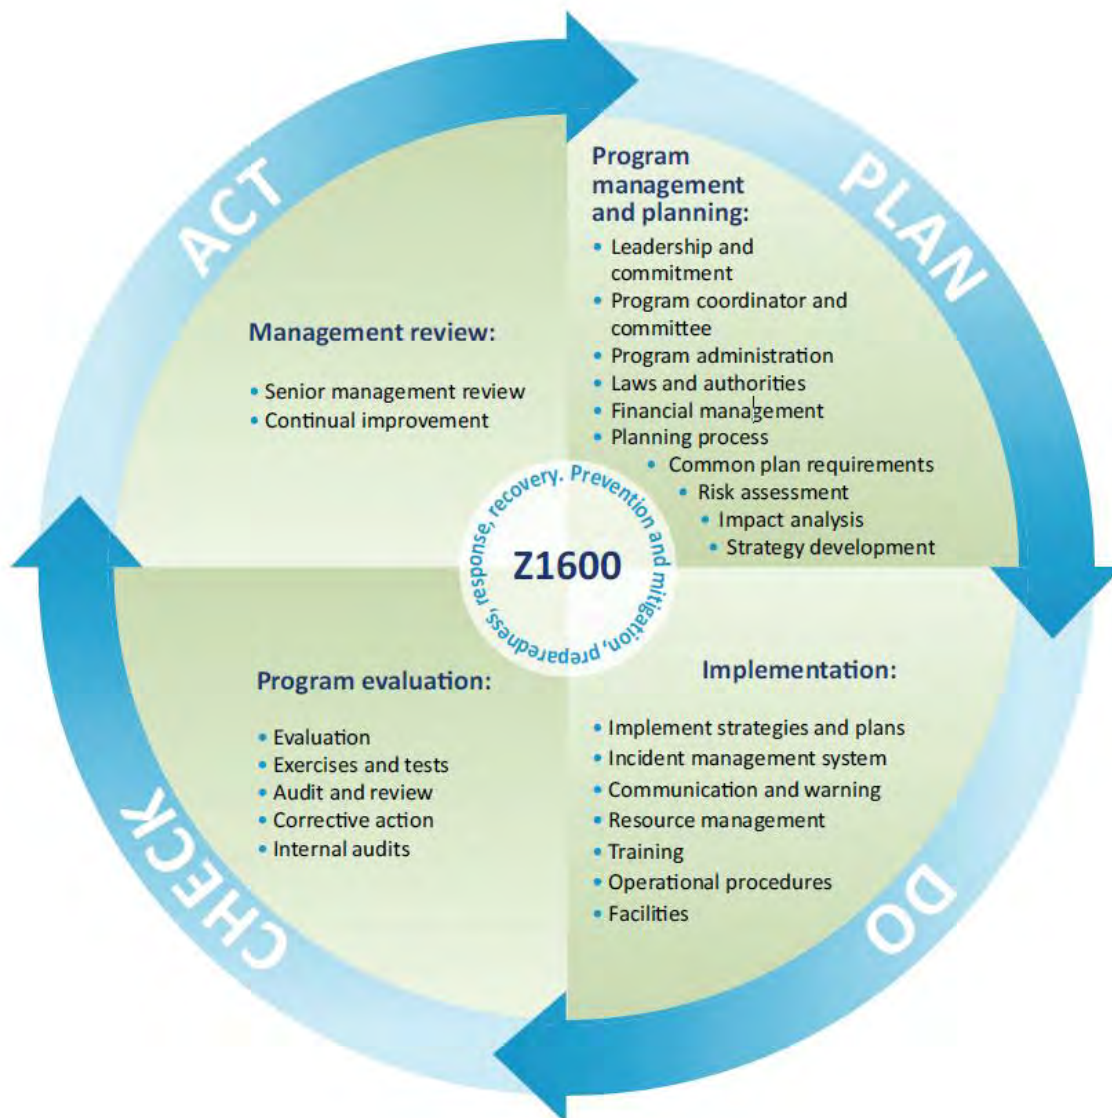 ACT
PLAN
Program
management
and planning:
• Leadership and
commitment
• Program coordinator and
committee
• Program administration
• Laws and authorities
• Financial management
• Planning process
• Common plan requirements
• Risk assessment
• Impact analysis
• Strategy development
Management review:
• Senior management review
• Continual improvement
Prevention and mitigation, preparedness, response, recovery.
Z1600
Implementation:
• Implement strategies and plans
• Incident management system
• Communication and warning
• Resource management
• Training
• Operational procedures
• Facilities
DO
Program evaluation:
• Evaluation
• Exercises and tests
• Audit and review
• Corrective action
• Internal audits
CHECK